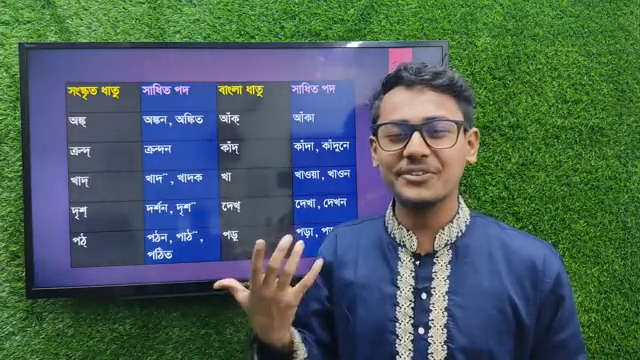 সংস্কৃত ধাতু সাধিত পদ বাংলা ধাতু সাধিত পদ
অঙ্ক্ অঙ্কন, অঙ্কিত আঁক্ আঁকা
ক্রন্দ্ ক্রন্দন কাঁদ্ কাঁদা, কাঁদুনে
খাদ্ খাদ্য, খাদক খা খাওয়া, খাওন
দৃশ্ দর্শন, দৃশ্য দেখ্ দেখা, দেখন
পঠ্ পঠন, পাঠ্য, পড়্ পড়া,
পঠিত